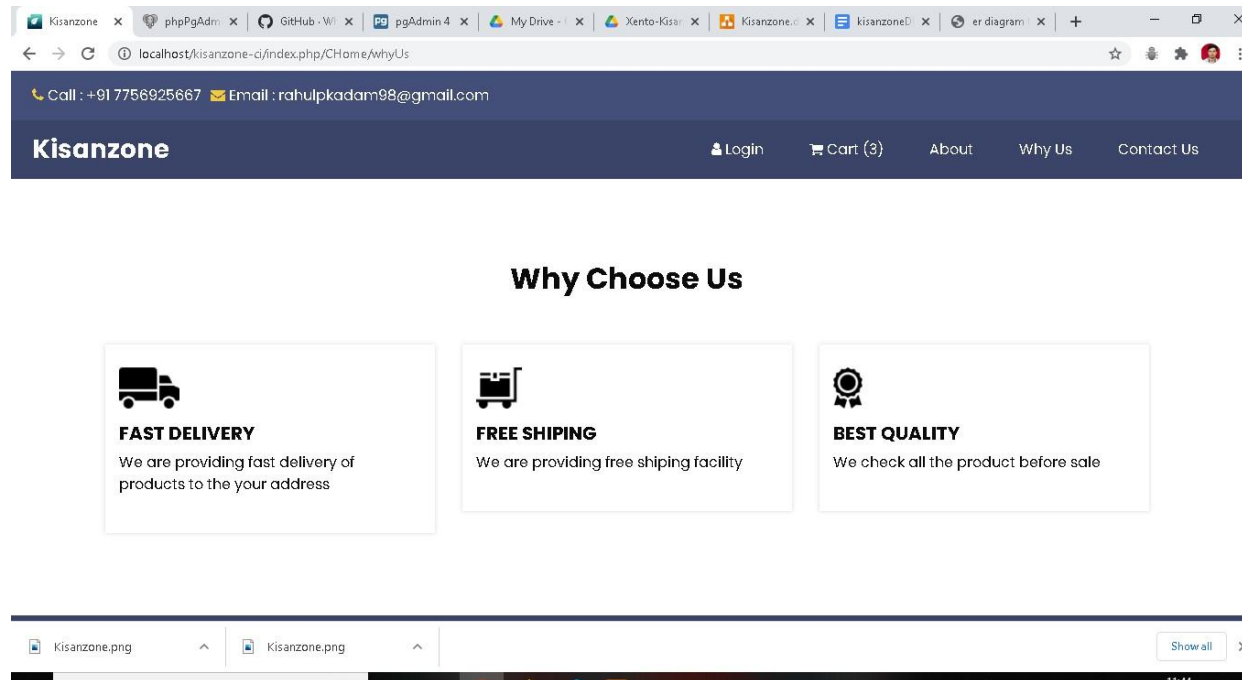 Kisanzone phpPgAdm GitHub - W pgAdmin 4 My Drive - Xento-Kisan Kisanzone.d kisanzoneD er diagram
localhost/kisanzone-ci/index.php/CHome/whyUs
Call : +91 7756925667 Email : rahulpkadam98@gmail.com
Kisanzone Login Cart (3) About Why Us Contact Us
Why Choose Us
FAST DELIVERY
We are providing fast delivery of
products to the your address
FREE SHIPING
We are providing free shiping facility
BEST QUALITY
We check all the product before sale
Kisanzone.png Kisanzone.png Show all